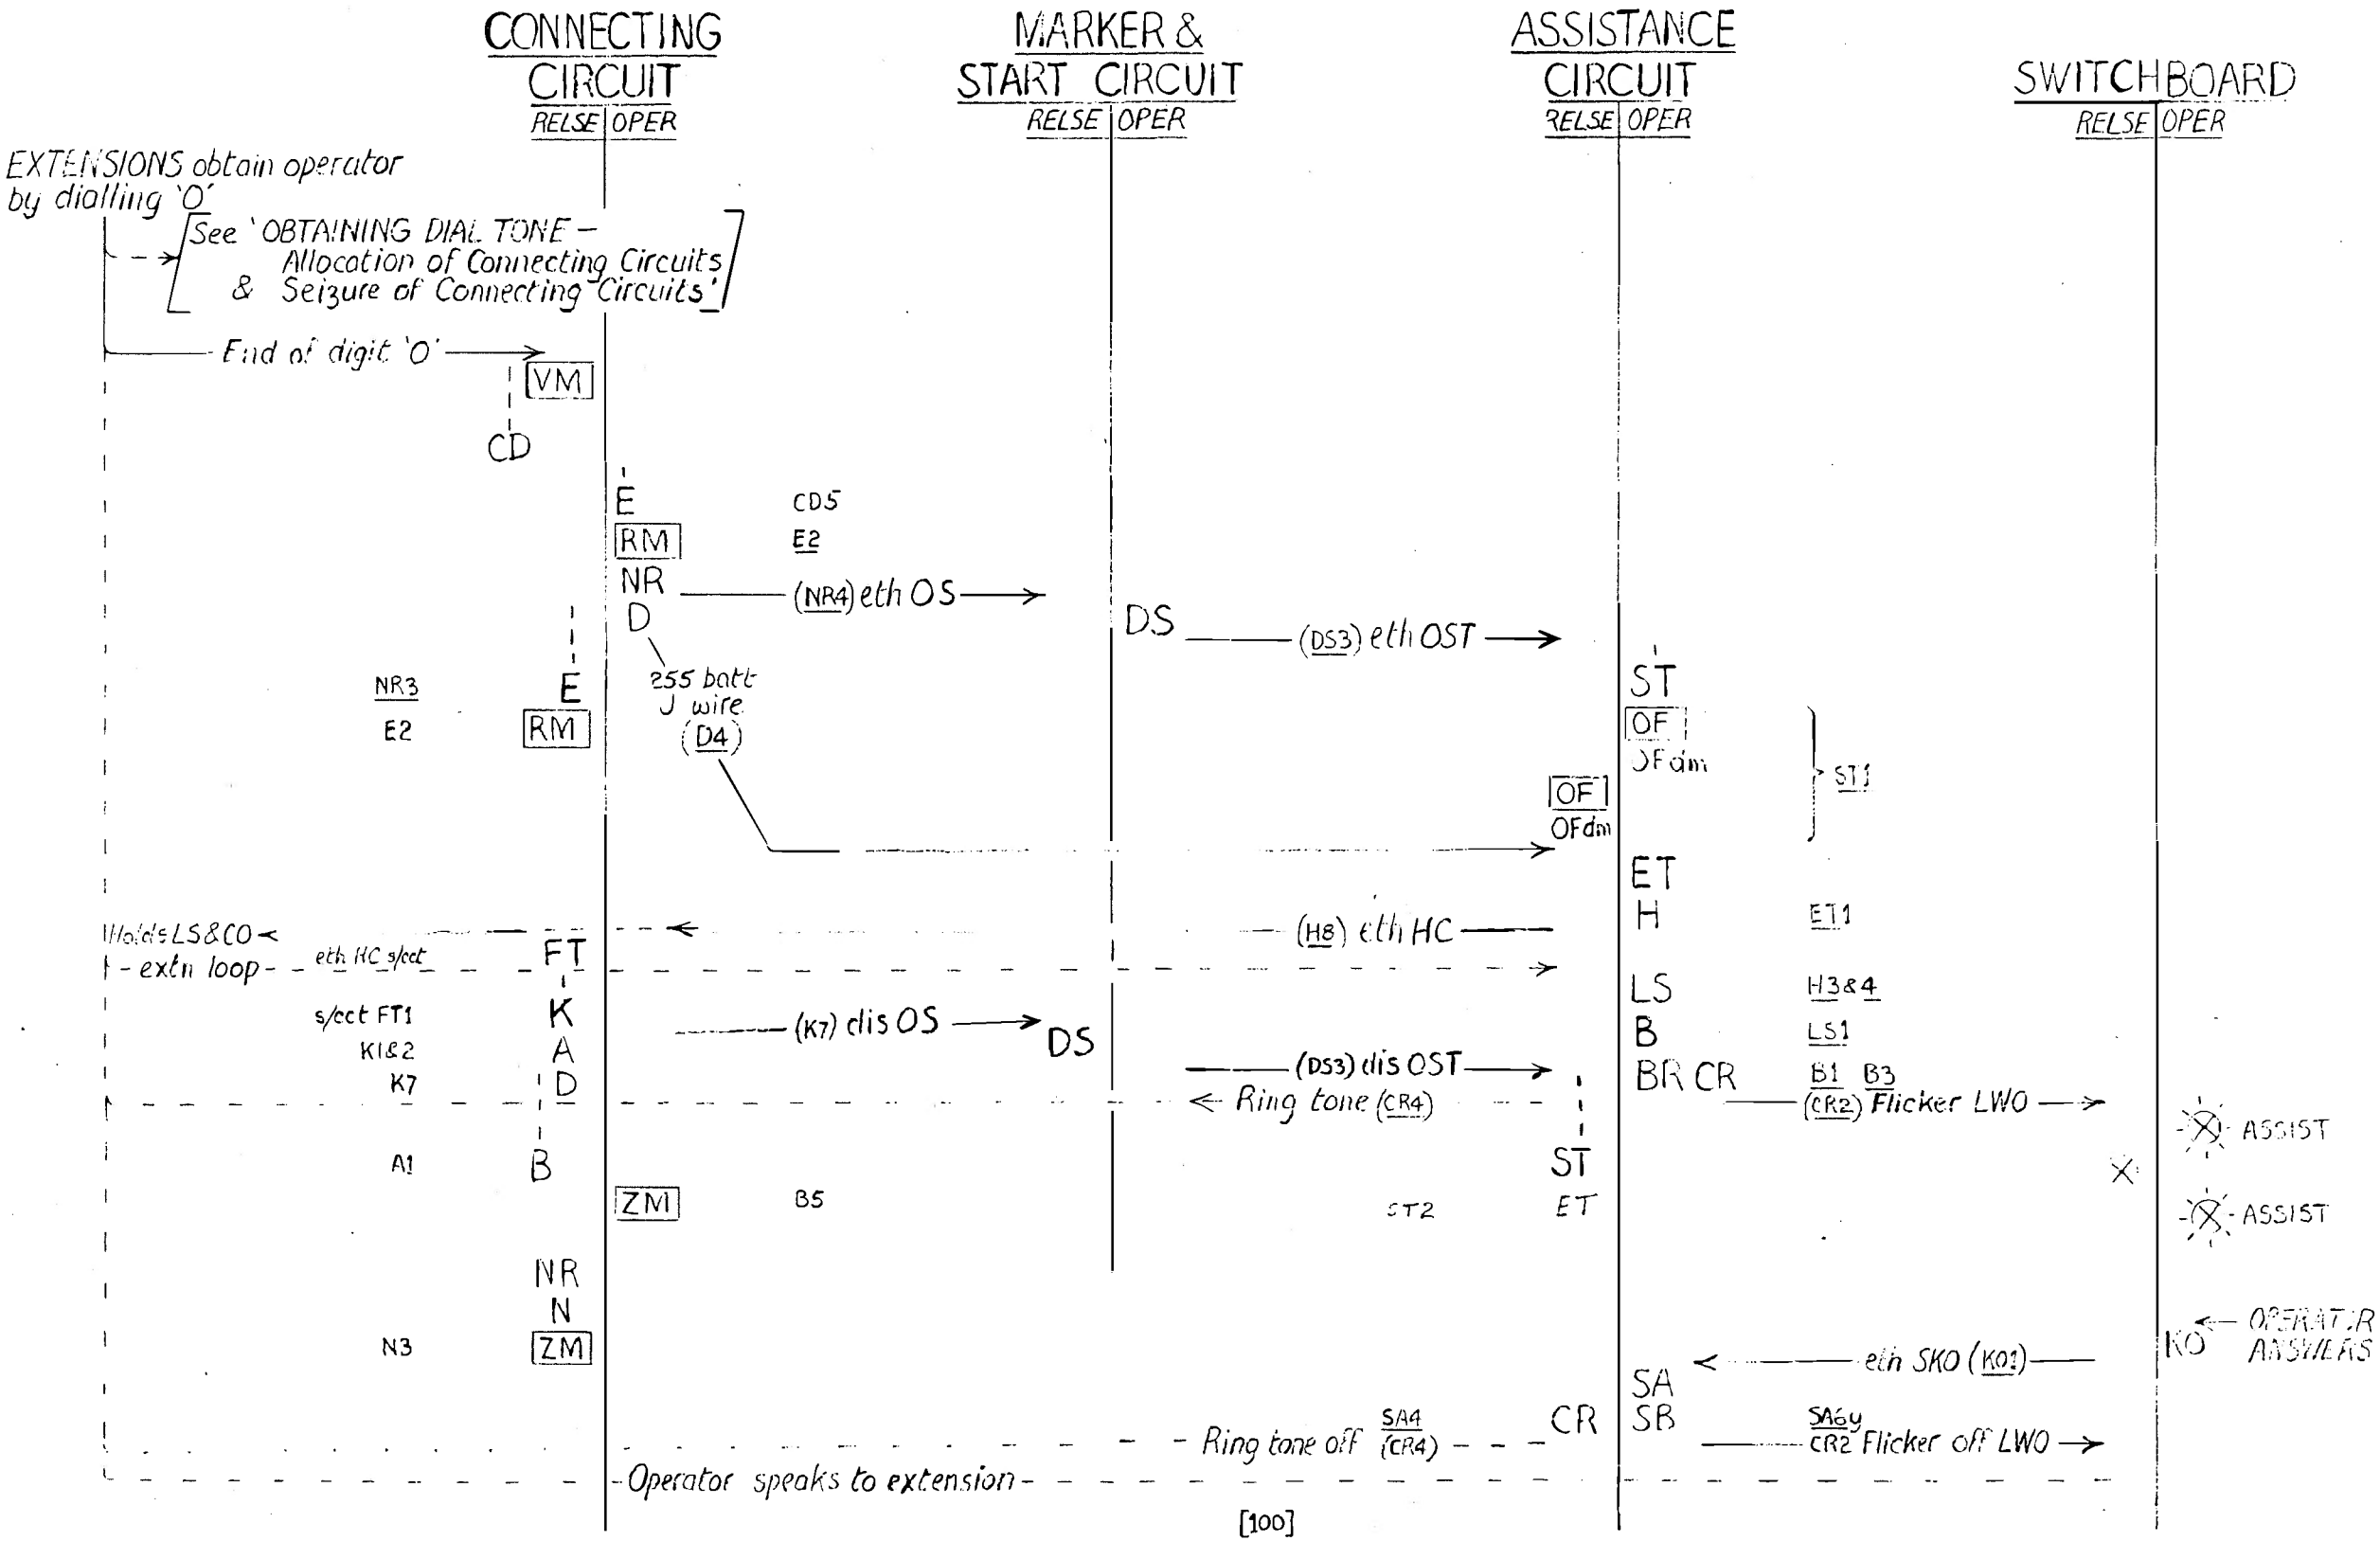 CONNECTING
CIRCUIT
RELSE OPER
MARKER &
START CIRCUIT
RELSE OPER
ASSISTANCE
CIRCUIT
RELSE OPER
SWITCHBOARD
RELSE OPER
EXTENSIONS obtain operator
by dialling 'O'
See 'OBTAINING DIAL TONE –
Allocation of Connecting Circuits
& Seizure of Connecting Circuits'
End of digit 'O'
VM
CD
E CD5
RM E2
NR (NR4) eth OS
D DS (DS3) eth OST
NR3 E 255 batt ST
J wire
E2 RM (D4) OF
OFdm ST1
OF
OFdm
ET
H ET1
Holds LS&CO (H8) eth HC
eth HC s/cct FT
extn loop
LS H3&4
s/cct FT1 K (K7) dis OS DS B LS1
K1&2 A
K7 D (DS3) dis OST BR CR B1 B3
Ring tone (CR4) (CR2) Flicker LWO
ASSIST
A1 B ST
ZM B5 ST2 ET ASSIST
NR
N
N3 ZM KO OPERATOR
ANSWERS
eth SKO (KO1)
SA
CR SB SA6y
Ring tone off SA4
(CR4) CR2 Flicker off LWO
Operator speaks to extension
[100]